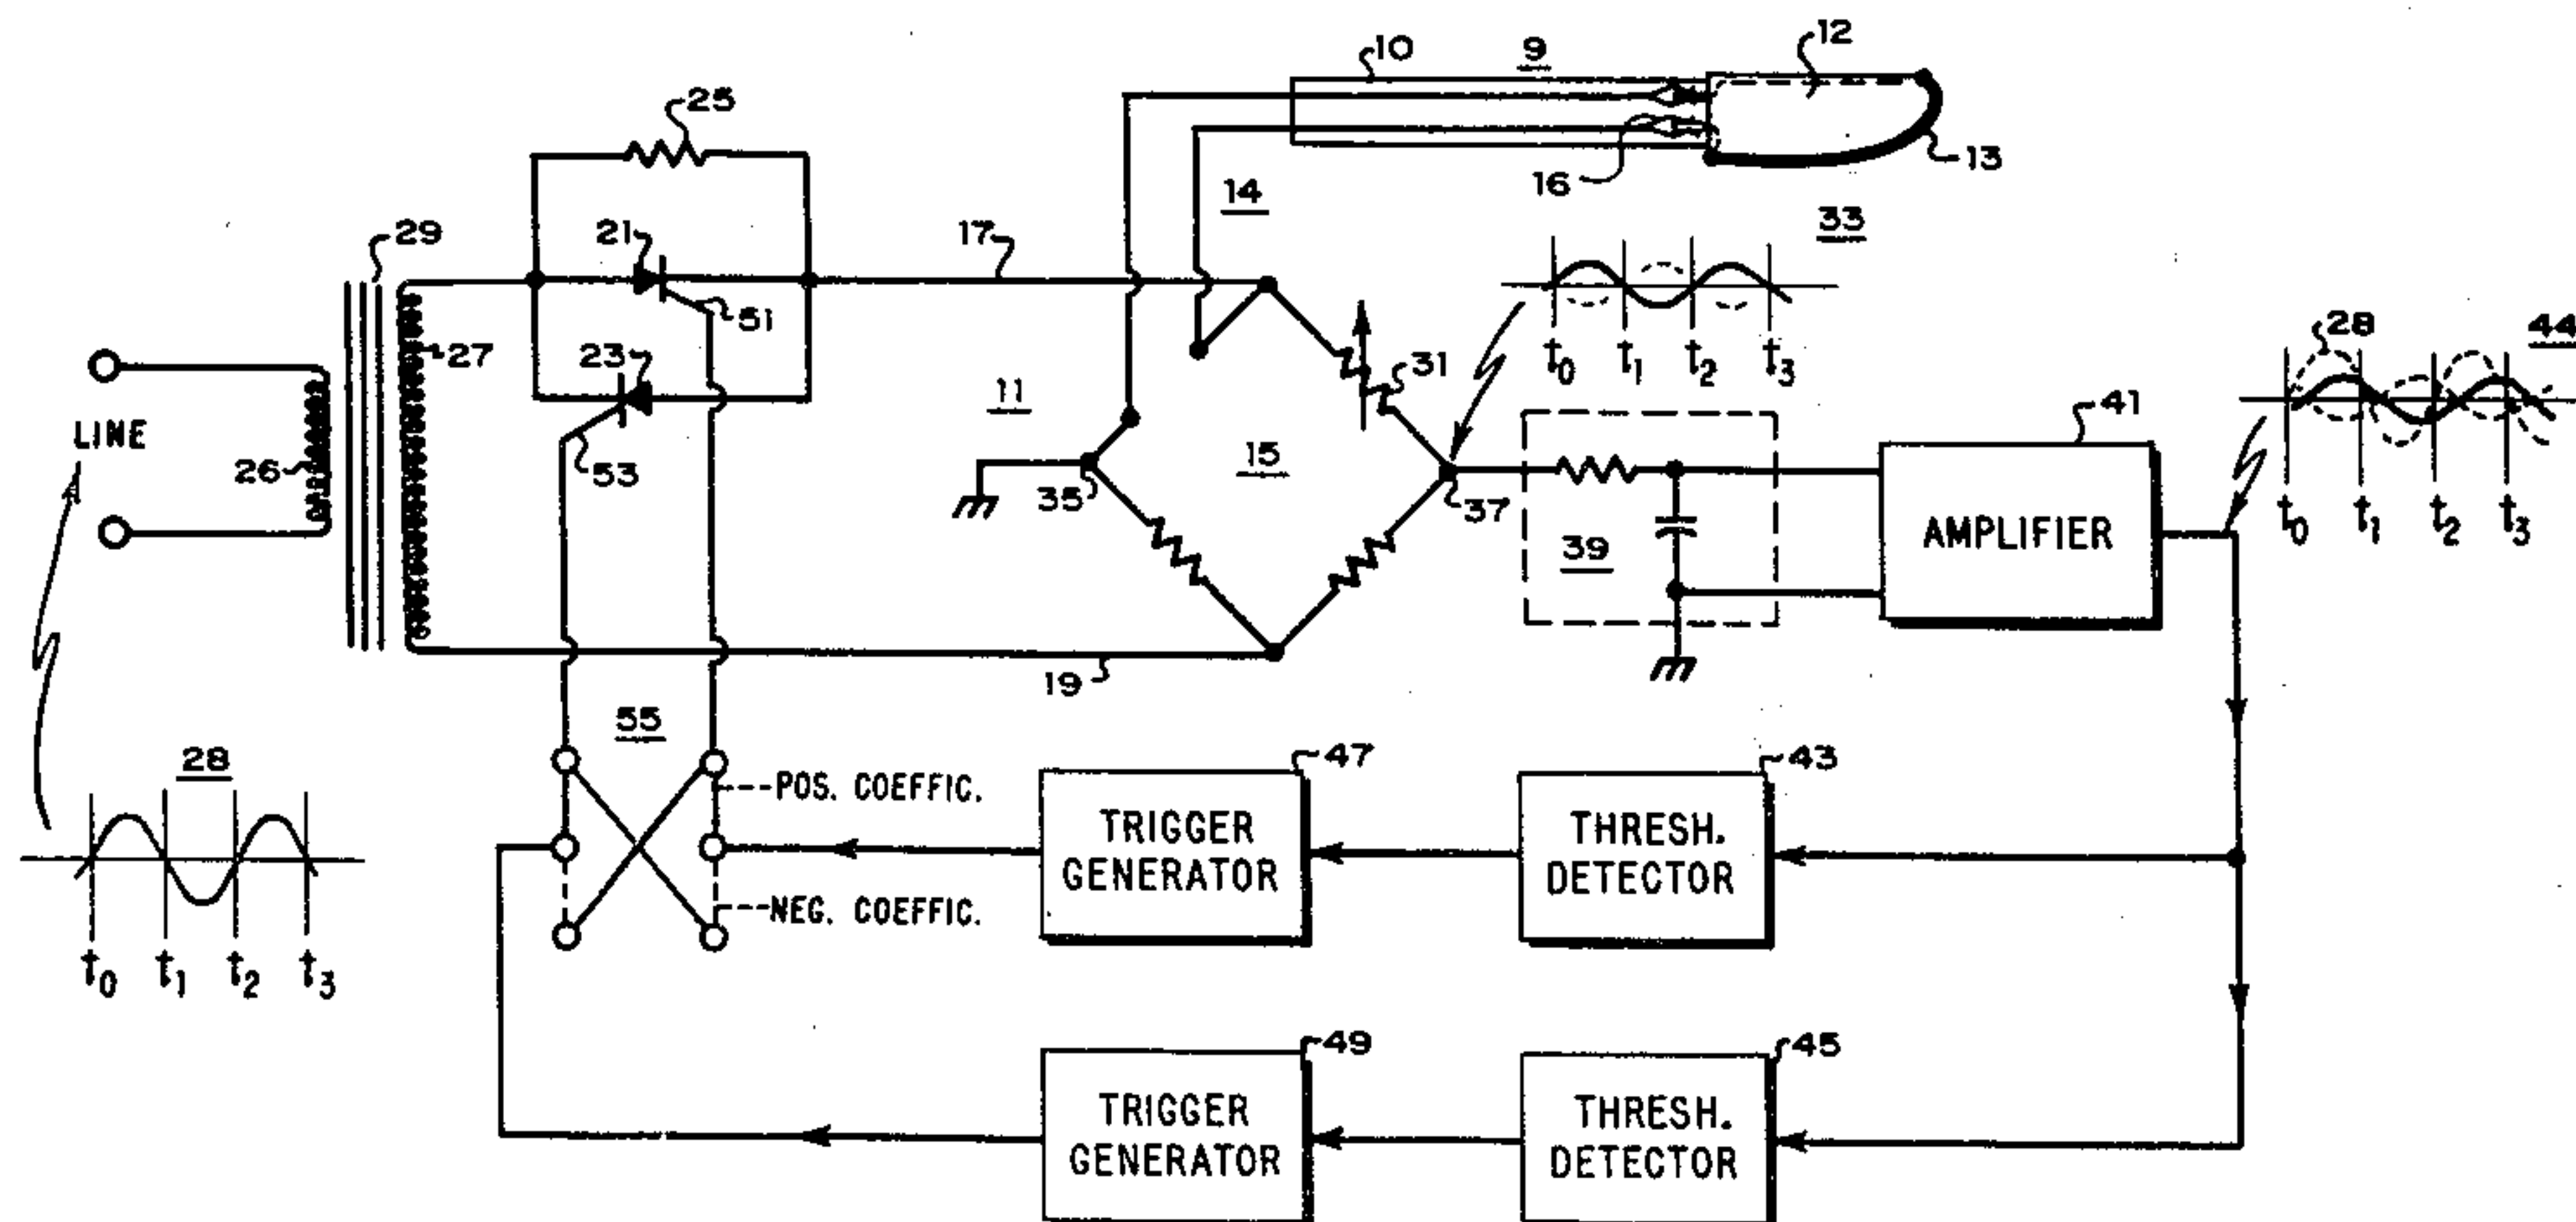 12
10
9
25
16
13
14
33
29
21
17
51
t0 t1 t2 t3
28
44
27
23
31
41
11
LINE
26
53
35
15
37
39
AMPLIFIER
t0 t1 t2 t3
19
55
28
47
43
POS. COEFFIC.
TRIGGER
GENERATOR
THRESH.
DETECTOR
NEG. COEFFIC.
t0 t1 t2 t3
49
45
TRIGGER
GENERATOR
THRESH.
DETECTOR